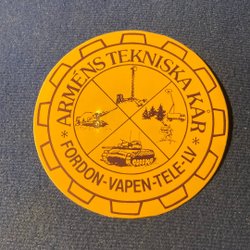 ARMÉNS TEKNISKA KÅR
* FORDON-VAPEN-TELE-LV *